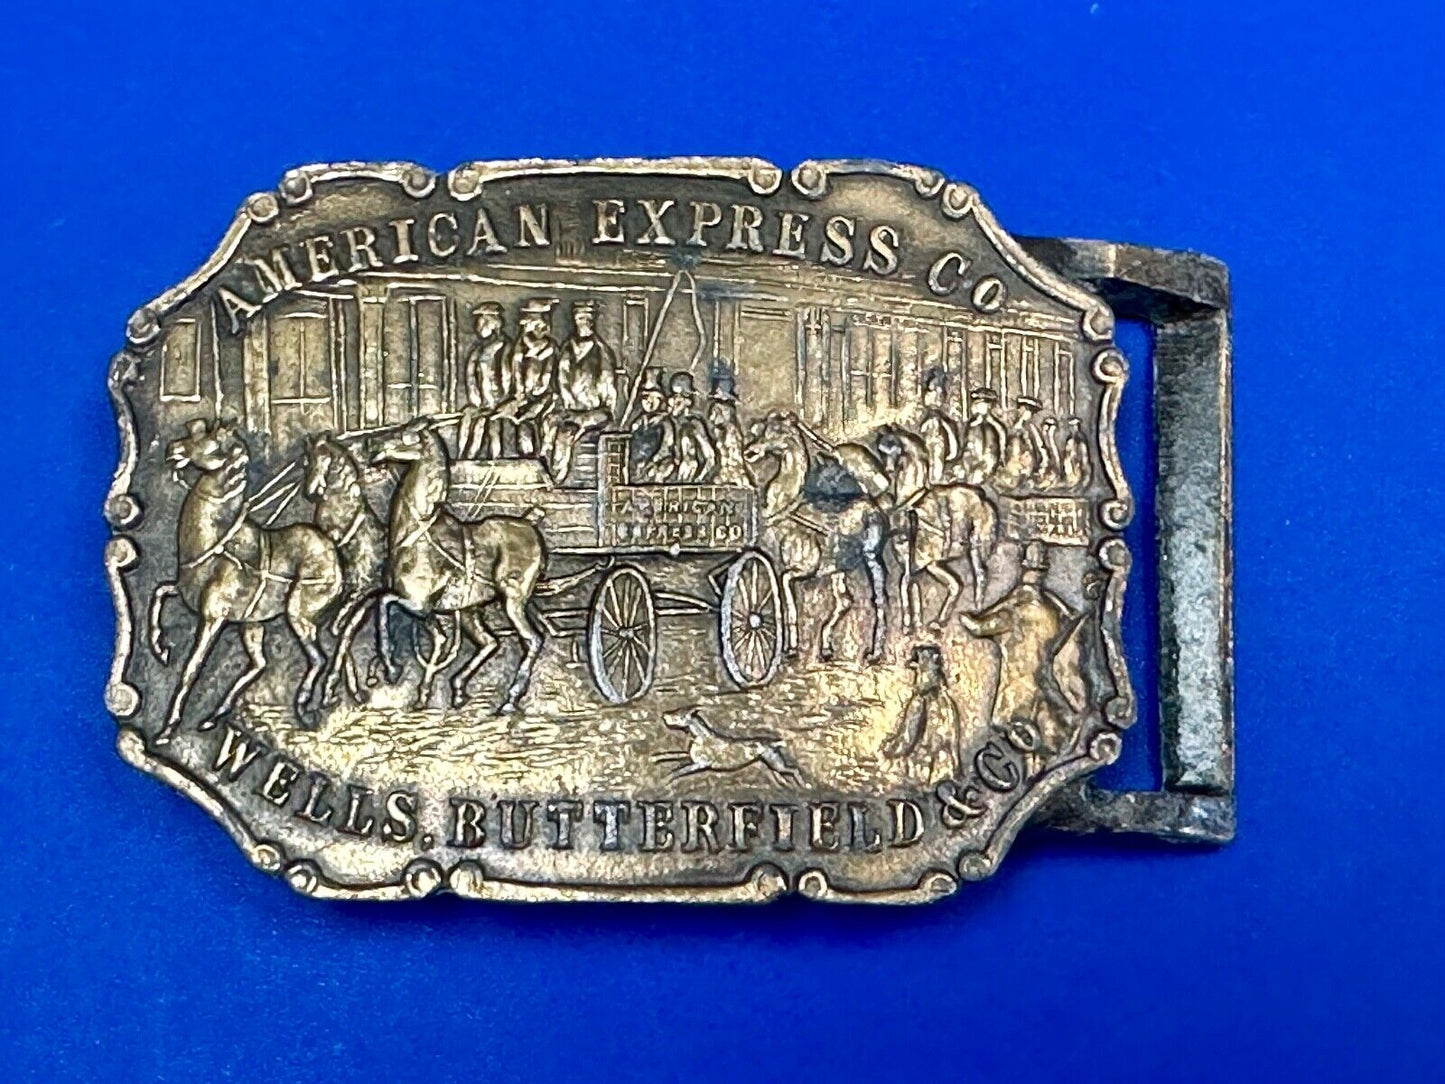 AMERICAN EXPRESS Co
AMERICAN
EXPRESS CO
WELLS, BUTTERFIELD & Co